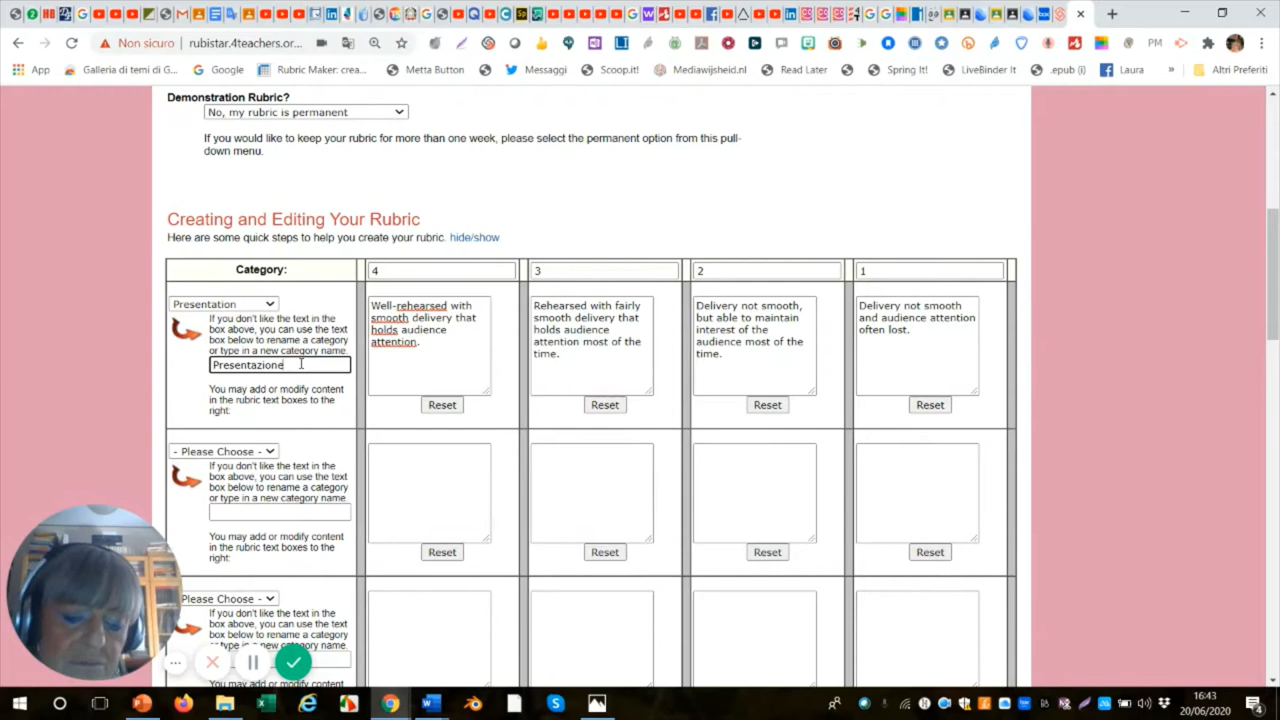 Non sicuro
rubistar.4teachers.or...
PM
App
Galleria di temi di G...
Google
Rubric Maker: crea...
Metta Button
Messaggi
Scoop.it!
Mediawijsheid.nl
Read Later
Spring It!
LiveBinder It
.epub (i)
Laura
»
Altri Preferiti
Demonstration Rubric?
No, my rubric is permanent
If you would like to keep your rubric for more than one week, please select the permanent option from this pull-
down menu.
Creating and Editing Your Rubric
Here are some quick steps to help you create your rubric. hide/show
Category:
4
3
2
1
Presentation
If you don't like the text in the
box above, you can use the text
box below to rename a category
or type in a new category name
Presentazione
You may add or modify content
in the rubric text boxes to the
right:
Well-rehearsed with
smooth delivery that
holds audience
attention.
Reset
Rehearsed with fairly
smooth delivery that
holds audience
attention most of the
time.
Reset
Delivery not smooth,
but able to maintain
interest of the
audience most of the
time.
Reset
Delivery not smooth
and audience attention
often lost.
Reset
- Please Choose -
If you don't like the text in the
box above, you can use the text
box below to rename a category
or type in a new category name
You may add or modify content
in the rubric text boxes to the
right:
Reset
Reset
Reset
Reset
Please Choose -
If you don't like the text in the
box above, you can use the text
box below to rename a category
or type in a new category name
You may add or modify content
16:43
20/06/2020
4